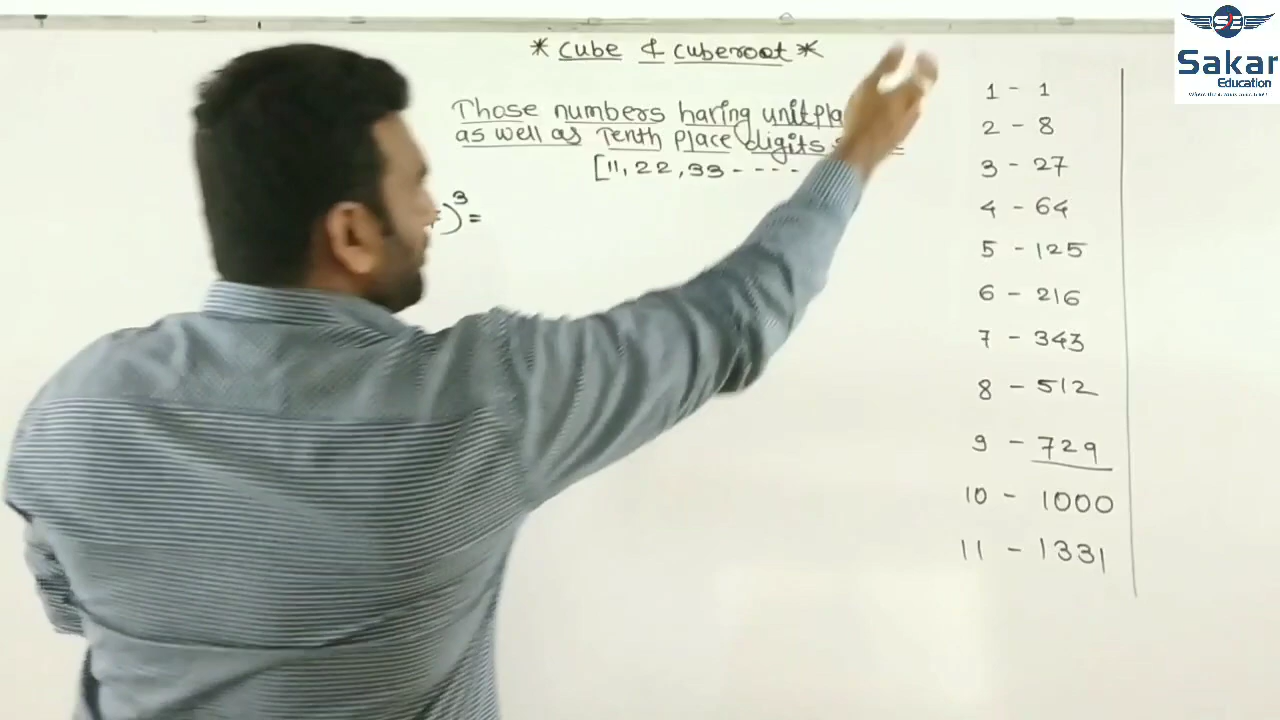 * Cube & Cuberoot *
Those numbers having unitpla
as well as Tenth place digits
[11, 22, 33 - - - -
)³ =
1 - 1
2 - 8
3 - 27
4 - 64
5 - 125
6 - 216
7 - 343
8 - 512
9 - 729
10 - 1000
11 - 1331
Sakar
Education